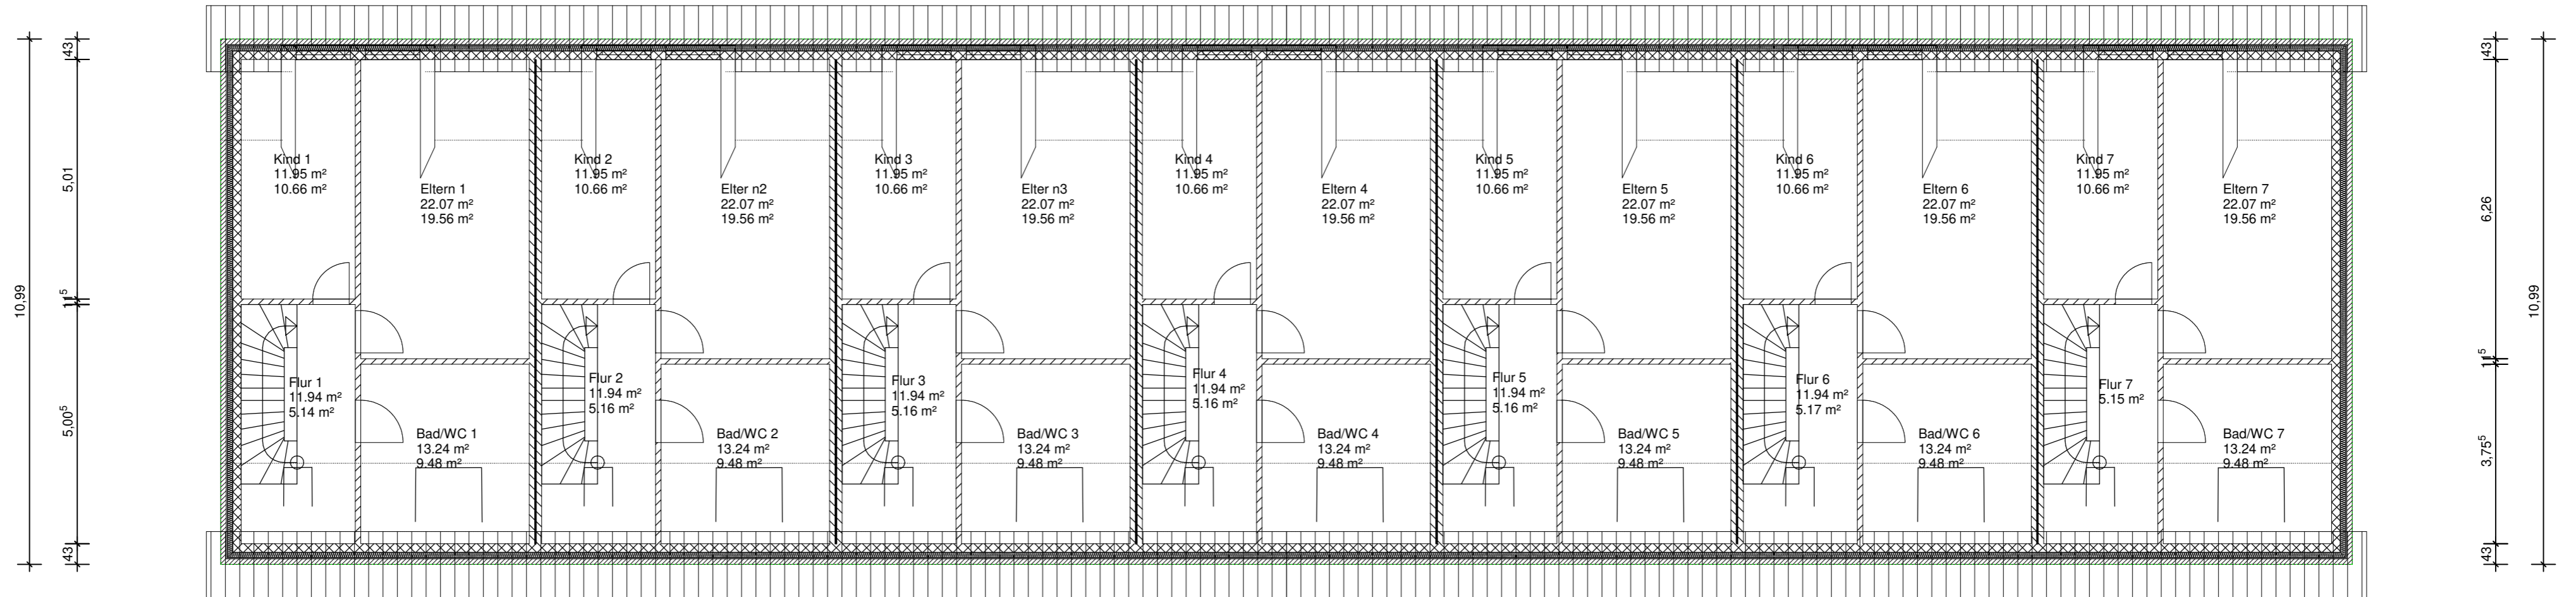 43
5,01
1¹⁵
5,00⁵
43
10,99
Kind 1
11.95 m²
10.66 m²
Eltern 1
22.07 m²
19.56 m²
Flur 1
11.94 m²
5.14 m²
Bad/WC 1
13.24 m²
9.48 m²
Kind 2
11.95 m²
10.66 m²
Elter n2
22.07 m²
19.56 m²
Flur 2
11.94 m²
5.16 m²
Bad/WC 2
13.24 m²
9.48 m²
Kind 3
11.95 m²
10.66 m²
Elter n3
22.07 m²
19.56 m²
Flur 3
11.94 m²
5.16 m²
Bad/WC 3
13.24 m²
9.48 m²
Kind 4
11.95 m²
10.66 m²
Eltern 4
22.07 m²
19.56 m²
Flur 4
11.94 m²
5.16 m²
Bad/WC 4
13.24 m²
9.48 m²
Kind 5
11.95 m²
10.66 m²
Eltern 5
22.07 m²
19.56 m²
Flur 5
11.94 m²
5.16 m²
Bad/WC 5
13.24 m²
9.48 m²
Kind 6
11.95 m²
10.66 m²
Eltern 6
22.07 m²
19.56 m²
Flur 6
11.94 m²
5.17 m²
Bad/WC 6
13.24 m²
9.48 m²
Kind 7
11.95 m²
10.66 m²
Eltern 7
22.07 m²
19.56 m²
Flur 7
5.15 m²
Bad/WC 7
13.24 m²
9.48 m²
43
6,26
1¹⁵
3,75⁵
43
10,99